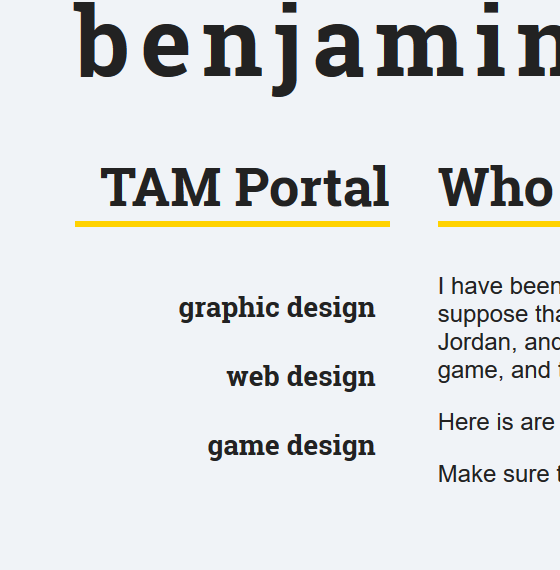 benjamin
TAM Portal
graphic design
web design
game design
Who
I have been
suppose
Jordan, and
game, and
Here is are
Make sure